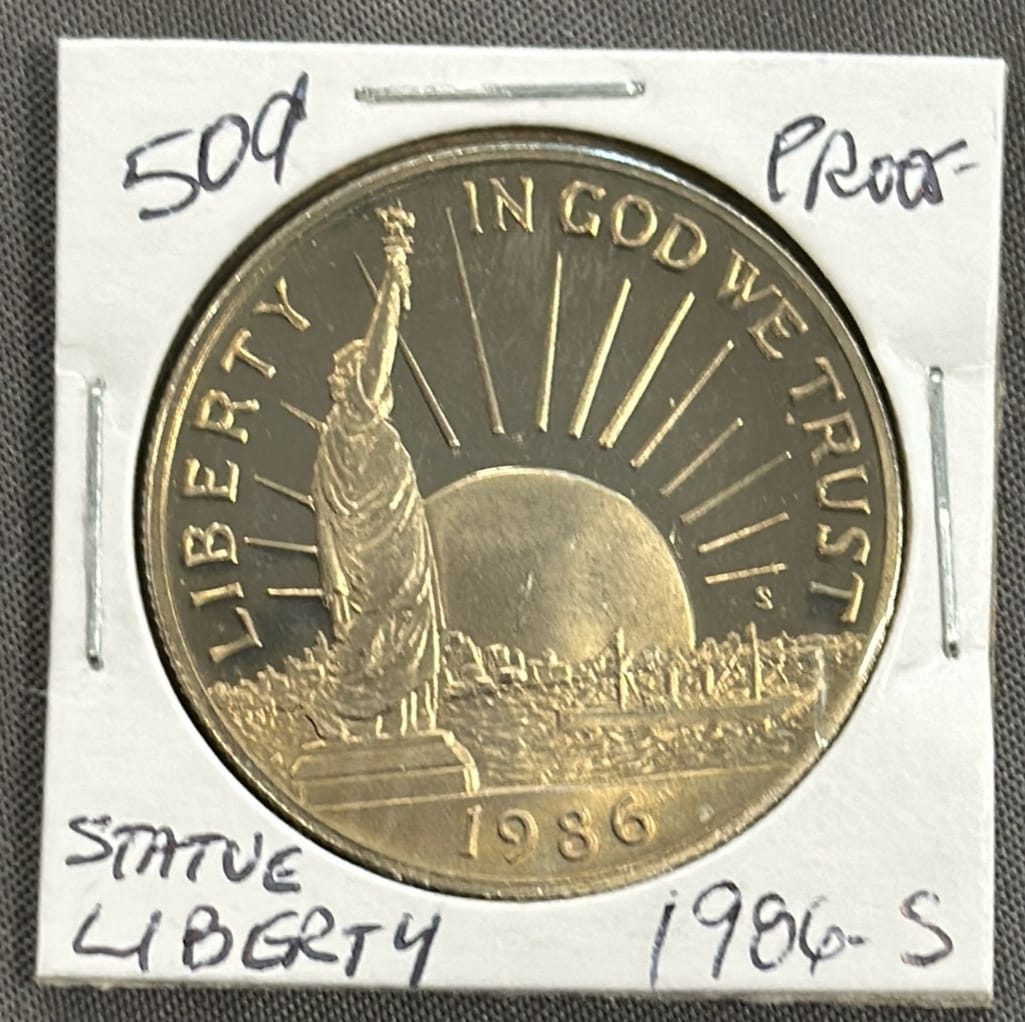 50¢
PROOF
LIBERTY
IN GOD WE TRUST
S
1986
STATUE
LIBERTY
1986-S